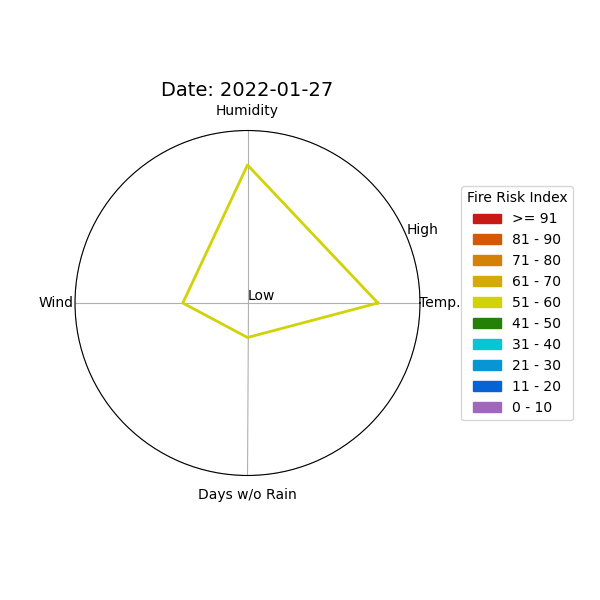 Date: 2022-01-27
Humidity
High
Low
Wind
Temp.
Days w/o Rain
Fire Risk Index
>= 91
81 - 90
71 - 80
61 - 70
51 - 60
41 - 50
31 - 40
21 - 30
11 - 20
0 - 10